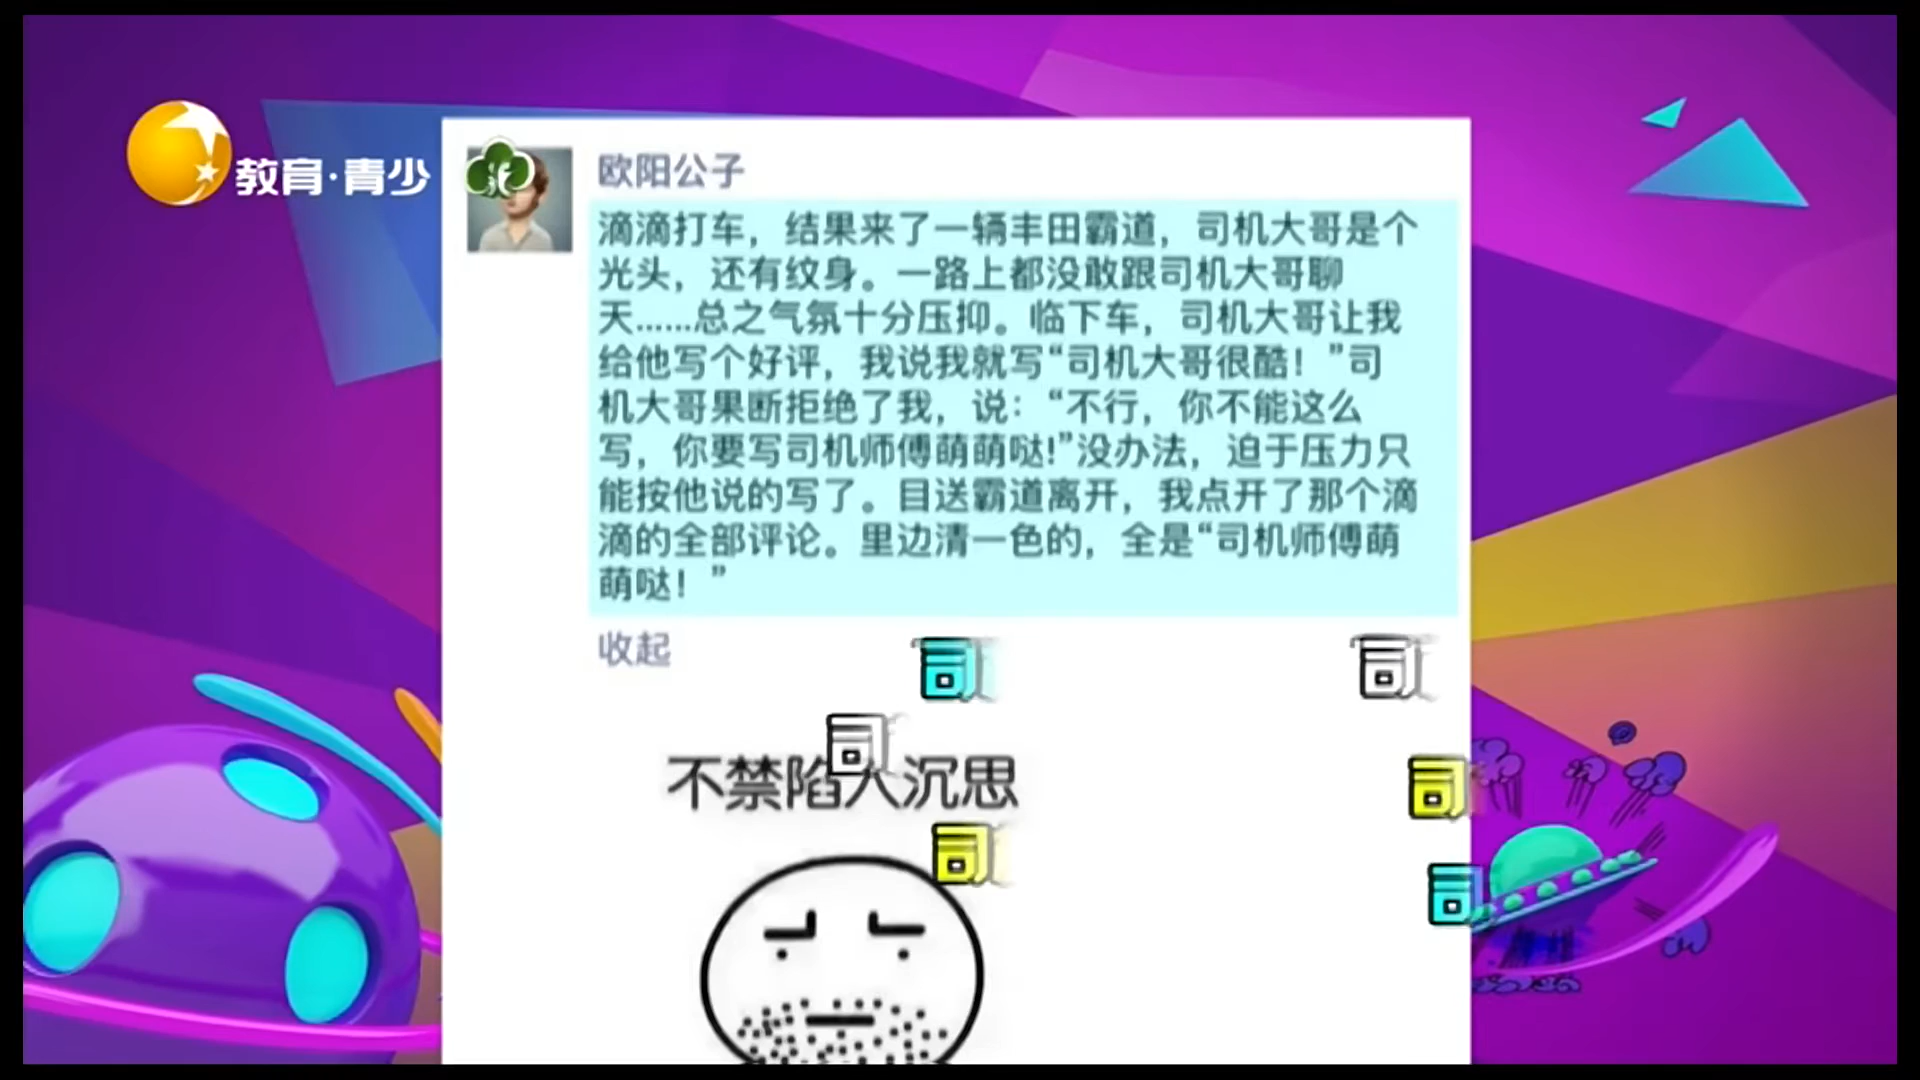 教育·青少
欧阳公子
滴滴打车，结果来了一辆丰田霸道，司机大哥是个
光头，还有纹身。一路上都没敢跟司机大哥聊
天……总之气氛十分压抑。临下车，司机大哥让我
给他写个好评，我说我就写“司机大哥很酷！”司
机大哥果断拒绝了我，说：“不行，你不能这么
写，你要写司机师傅萌萌哒!”没办法，迫于压力只
能按他说的写了。目送霸道离开，我点开了那个滴
滴的全部评论。里边清一色的，全是“司机师傅萌
萌哒！”
收起
司
司
司
不禁陷入沉思
司
司
司